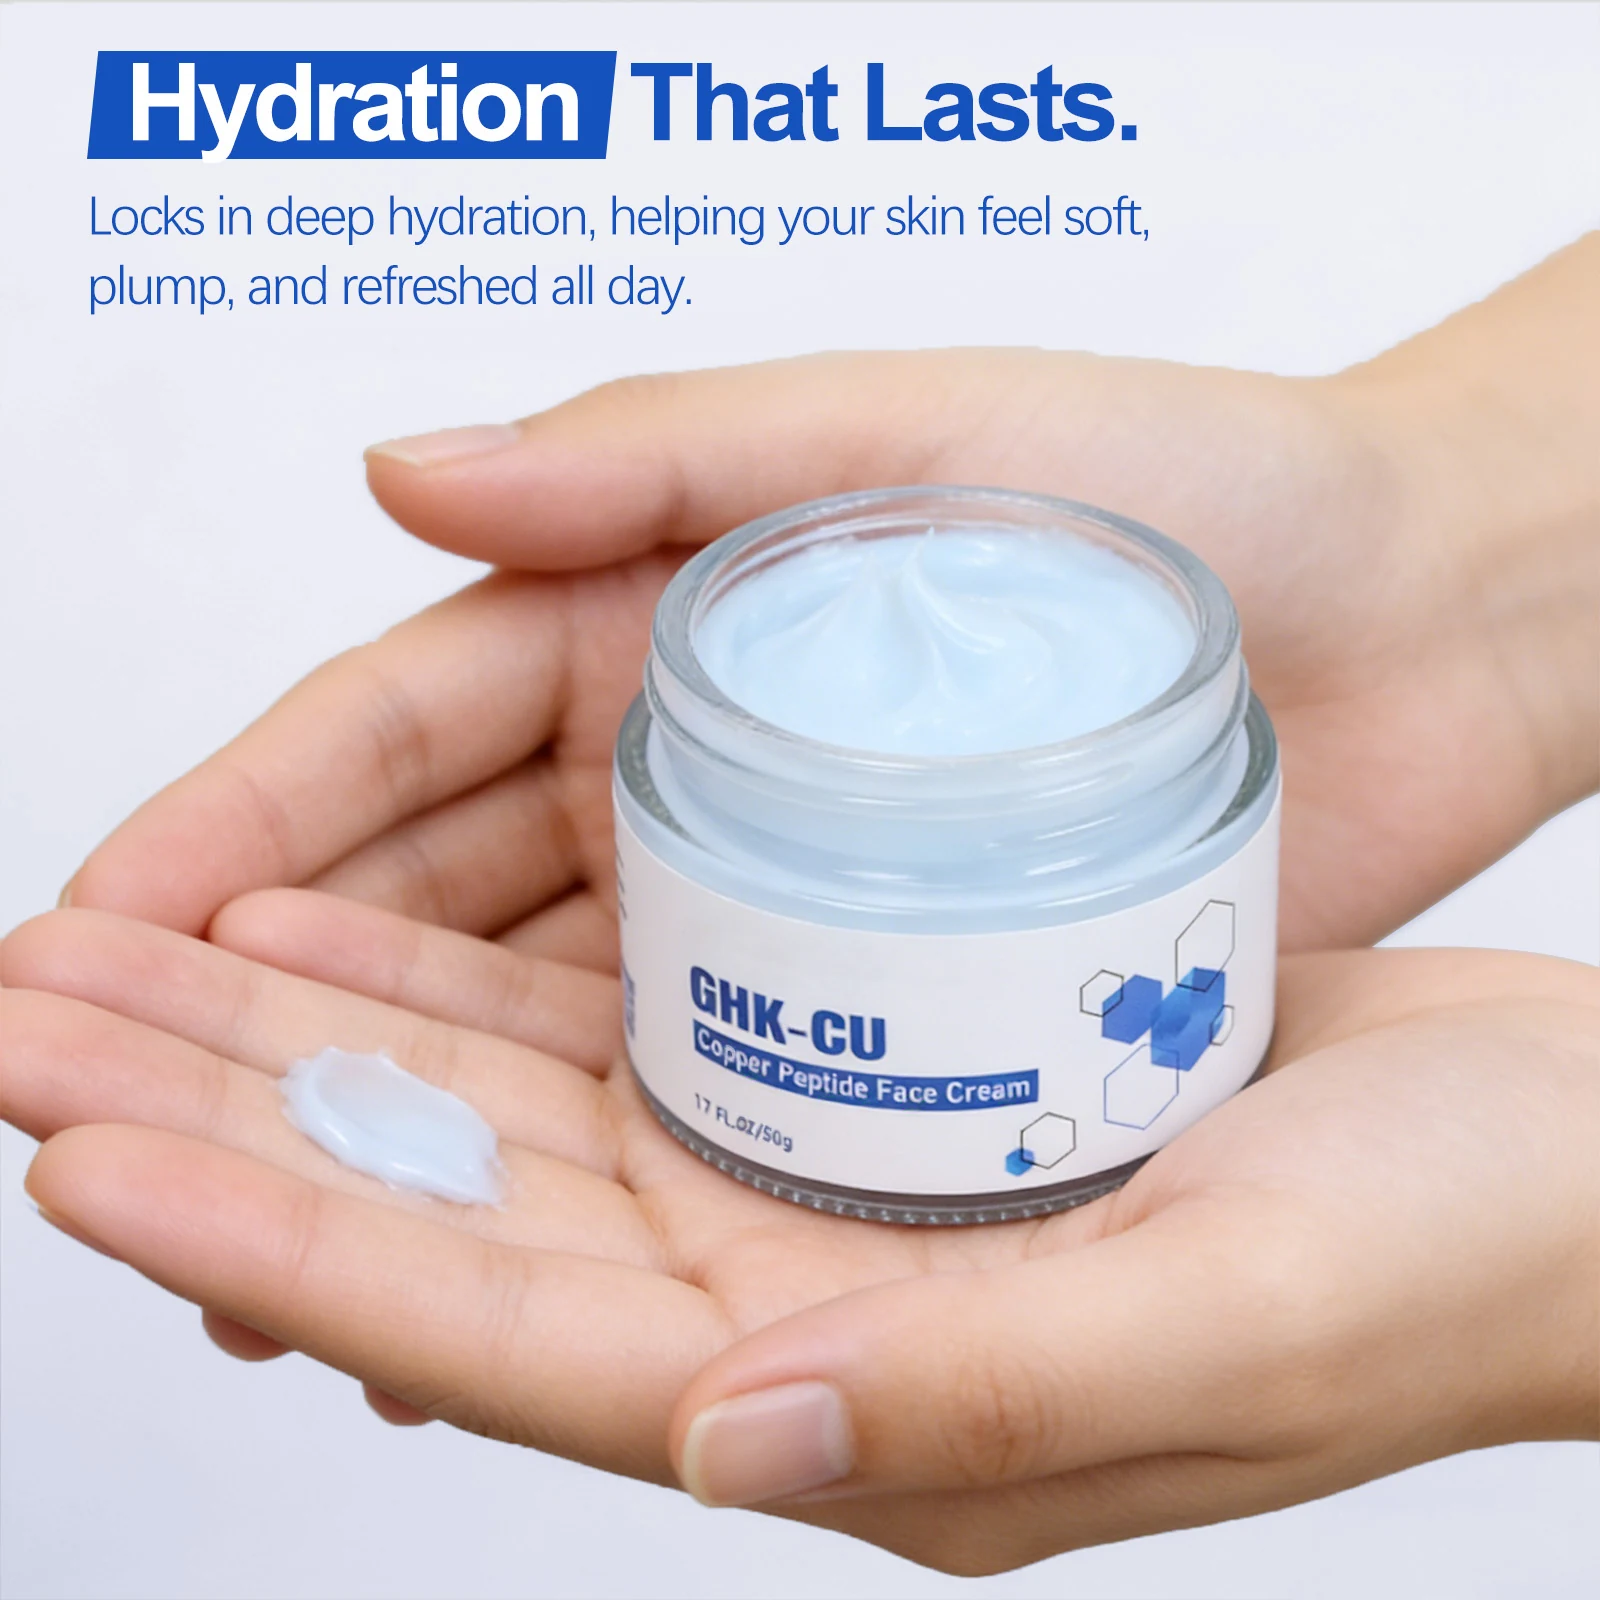 Hydration That Lasts.
Locks in deep hydration, helping your skin feel soft,
plump, and refreshed all day.
GHK-CU
Copper Peptide Face Cream
17 FL.OZ/50g